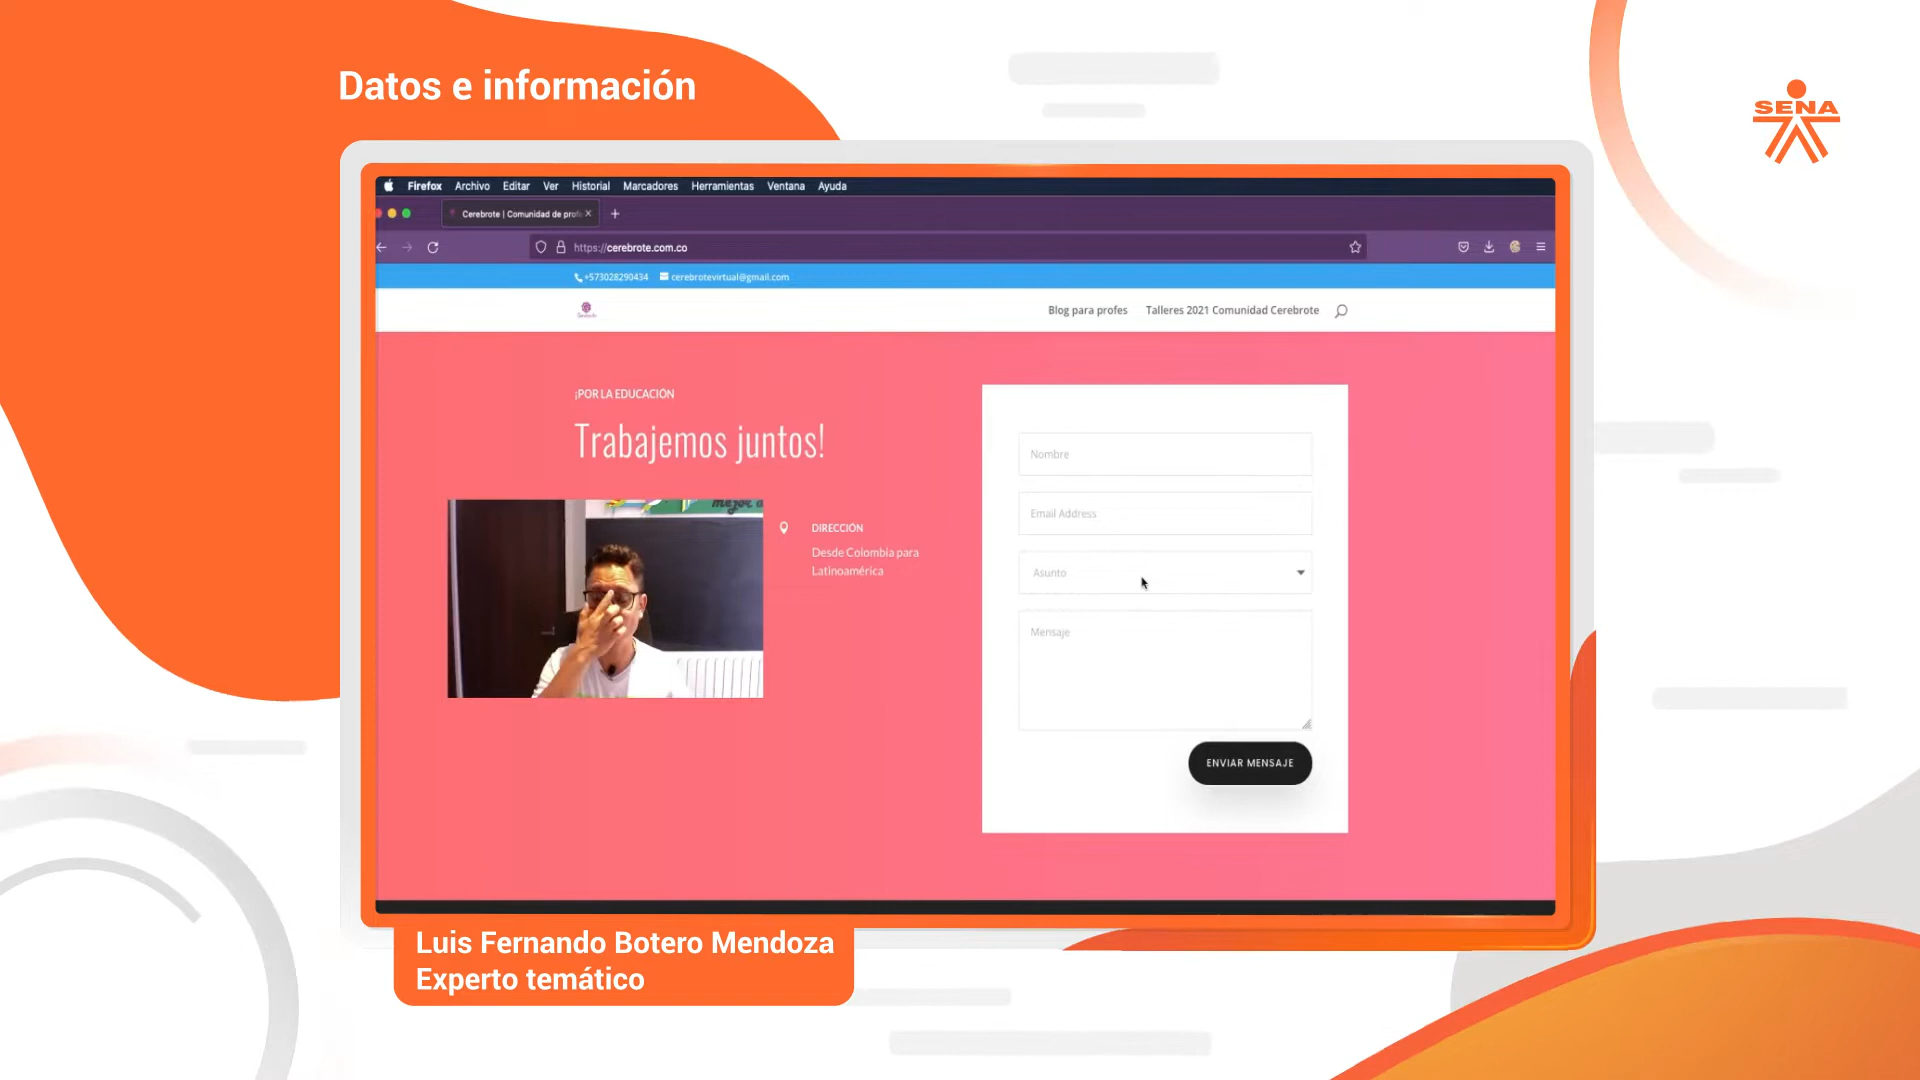 Datos e información
SENA
Firefox Archivo Editar Ver Historial Marcadores Herramientas Ventana Ayuda
Cerebrote | Comunidad de profe
https://cerebrote.com.co
+573028290434 cerebrotevirtual@gmail.com
Blog para profes Talleres 2021 Comunidad Cerebrote
¡POR LA EDUCACIÓN
Trabajemos juntos!
mejor
DIRECCIÓN
Desde Colombia para
Latinoamérica
Nombre
Email Address
Asunto
Mensaje
ENVIAR MENSAJE
Luis Fernando Botero Mendoza
Experto temático